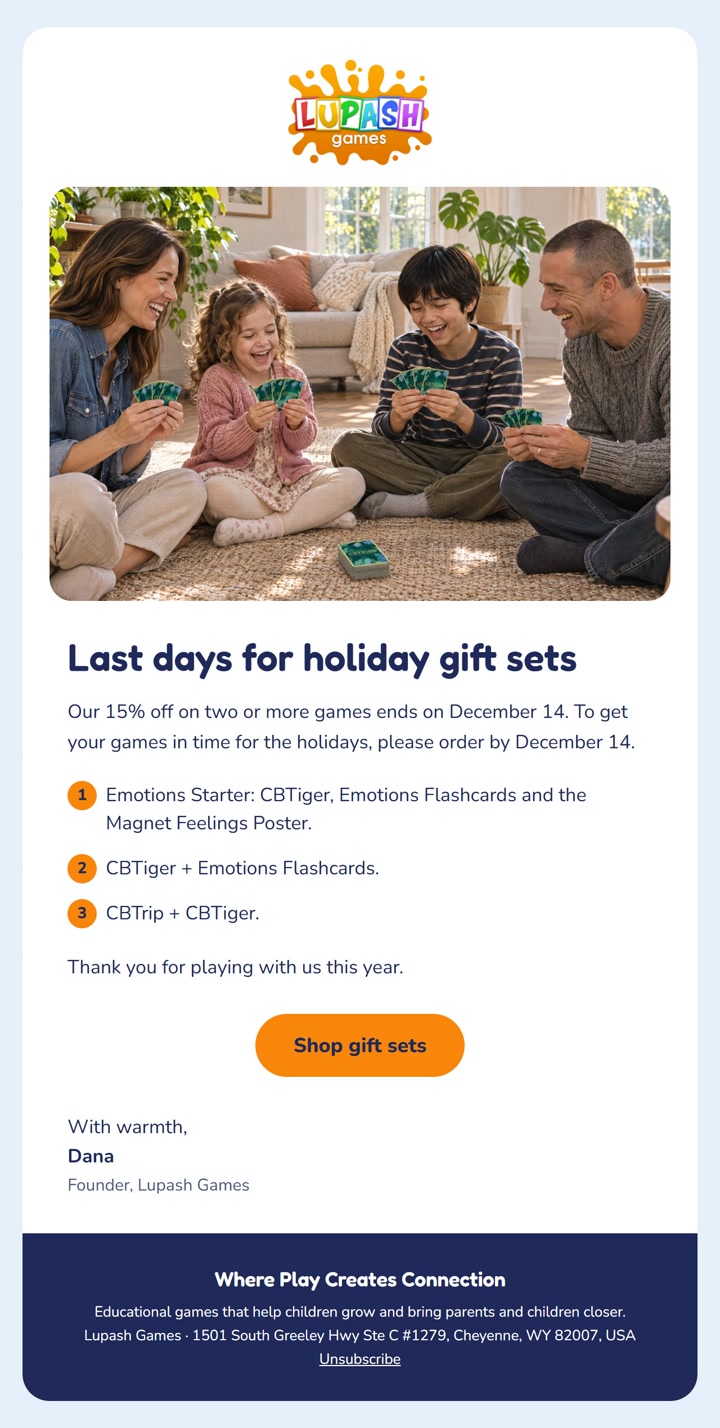 LUPASH
games
Last days for holiday gift sets
Our 15% off on two or more games ends on December 14. To get
your games in time for the holidays, please order by December 14.
1 Emotions Starter: CBTiger, Emotions Flashcards and the
Magnet Feelings Poster.
2 CBTiger + Emotions Flashcards.
3 CBTrip + CBTiger.
Thank you for playing with us this year.
Shop gift sets
With warmth,
Dana
Founder, Lupash Games
Where Play Creates Connection
Educational games that help children grow and bring parents and children closer.
Lupash Games · 1501 South Greeley Hwy Ste C #1279, Cheyenne, WY 82007, USA
Unsubscribe